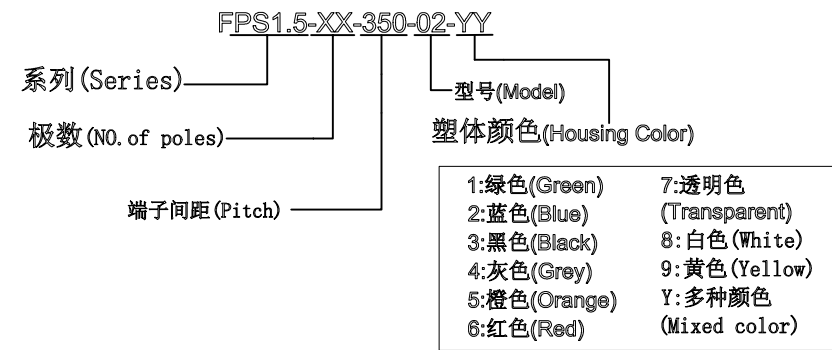 FPS1.5-XX-350-02-YY
系列(Series)
型号(Model)
极数(NO.of poles)
塑体颜色(Housing Color)
端子间距(Pitch)
1:绿色(Green)
2:蓝色(Blue)
3:黑色(Black)
4:灰色(Grey)
5:橙色(Orange)
6:红色(Red)
7:透明色
(Transparent)
8:白色(White)
9:黄色(Yellow)
Y:多种颜色
(Mixed color)